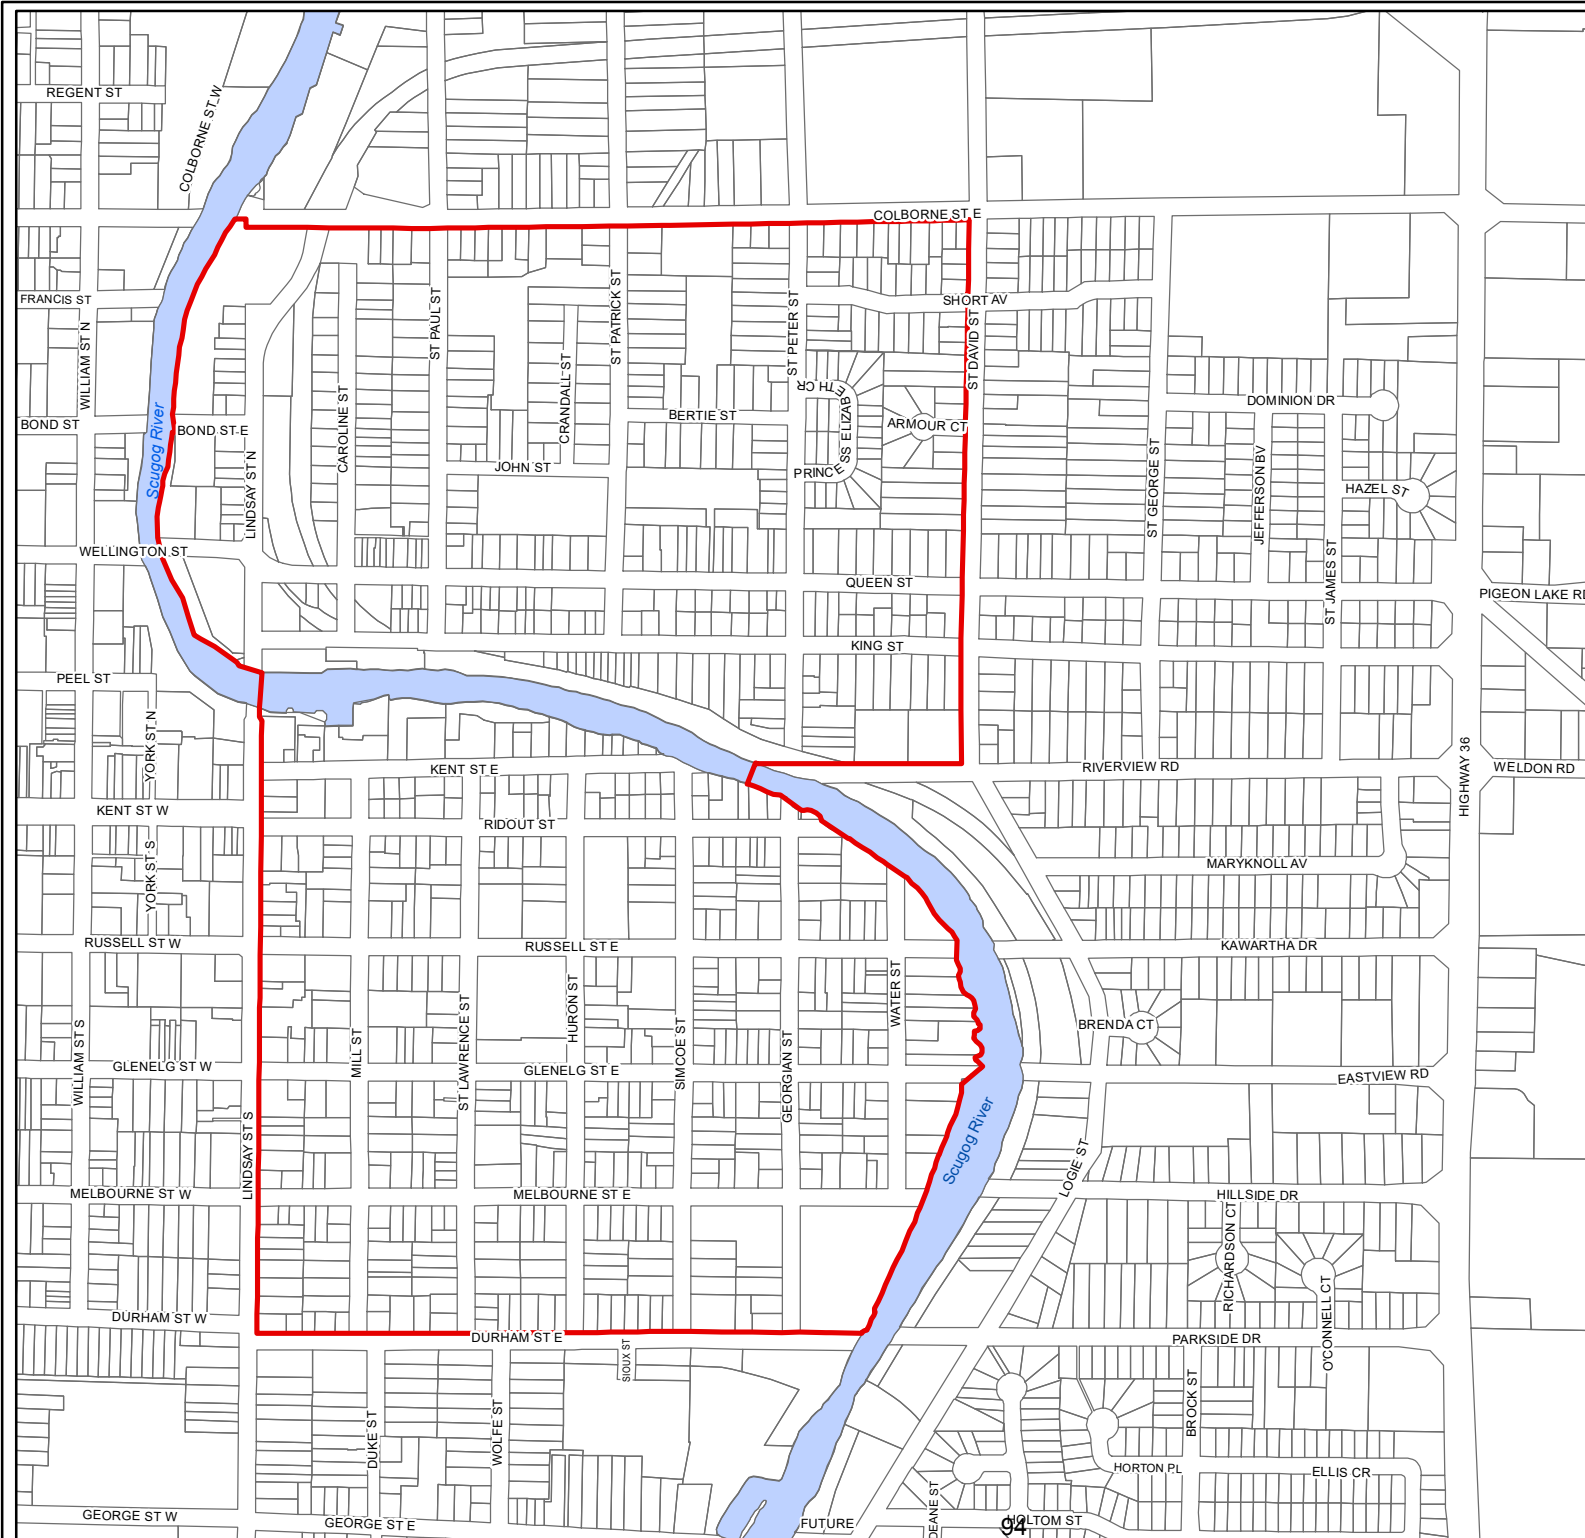 REGENT ST
COLBORNE ST W
COLBORNE ST E
FRANCIS ST
SHORT AV
WILLIAM ST N
ST PAUL ST
ST PATRICK ST
ST PETER ST
ST DAVID ST
CAROLINE ST
CRANDALL ST
PRINCESS ELIZABETH CR
DOMINION DR
BERTIE ST
ARMOUR CT
BOND ST
BOND ST E
Scugog River
LINDSAY ST N
JOHN ST
ST GEORGE ST
JEFFERSON BV
HAZEL ST
WELLINGTON ST
QUEEN ST
ST JAMES ST
PIGEON LAKE RD
KING ST
PEEL ST
YORK ST N
KENT ST E
RIVERVIEW RD
HIGHWAY 36
WELDON RD
KENT ST W
RIDOUT ST
YORK ST S
MARYKNOLL AV
RUSSELL ST W
RUSSELL ST E
KAWARTHA DR
WATER ST
HURON ST
ST LAWRENCE ST
MILL ST
SIMCOE ST
GEORGIAN ST
BRENDA CT
WILLIAM ST S
GLENELG ST W
GLENELG ST E
EASTVIEW RD
Scugog River
LINDSAY ST S
LOGIE ST
MELBOURNE ST W
MELBOURNE ST E
HILLSIDE DR
RICHARDSON CT
O'CONNELL CT
DURHAM ST W
DURHAM ST E
PARKSIDE DR
SIOUX ST
BROCK ST
DUKE ST
WOLFE ST
HORTON PL
ELLIS CR
DEANE ST
GEORGE ST W
GEORGE ST E
FUTURE
HOLTOM ST
94